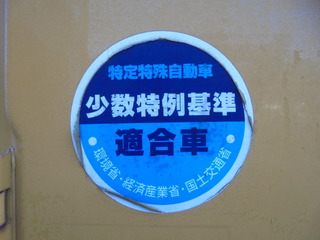 特定特殊自動車
少数特例基準
適合車
環境省・経済産業省・国土交通省